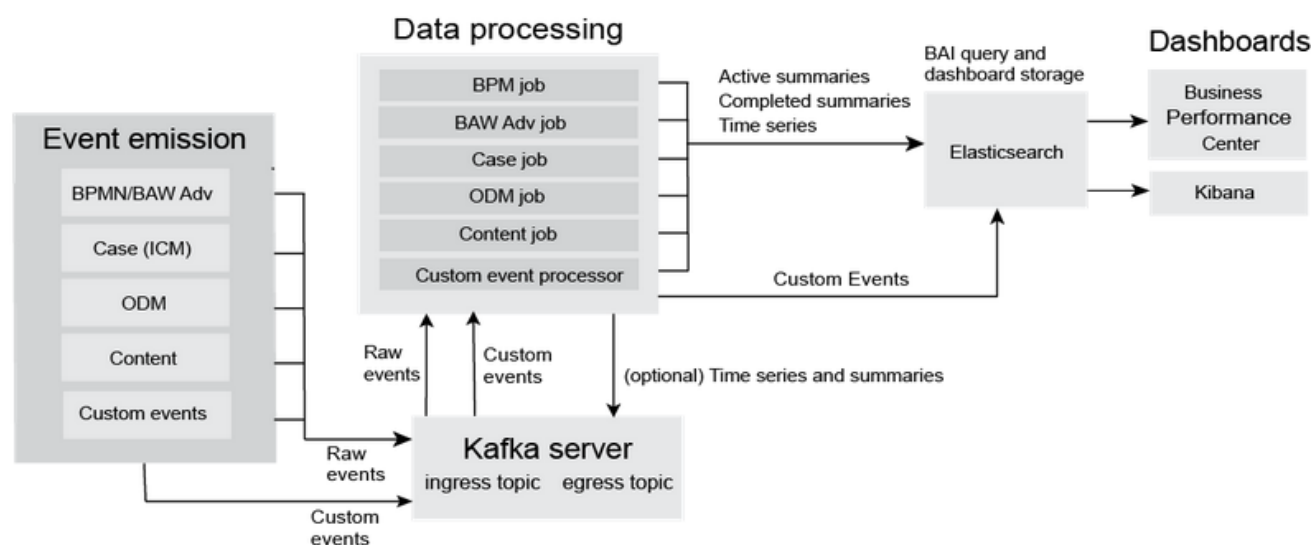 Data processing
BPM job
BAW Adv job
Case job
ODM job
Content job
Custom event processor
Event emission
BPMN/BAW Adv
Case (ICM)
ODM
Content
Custom events
Active summaries
Completed summaries
Time series
BAI query and
dashboard storage
Elasticsearch
Dashboards
Business
Performance
Center
Kibana
Custom Events
Raw
events
Custom
events
(optional) Time series and summaries
Raw
events
Custom
events
Kafka server
ingress topic egress topic